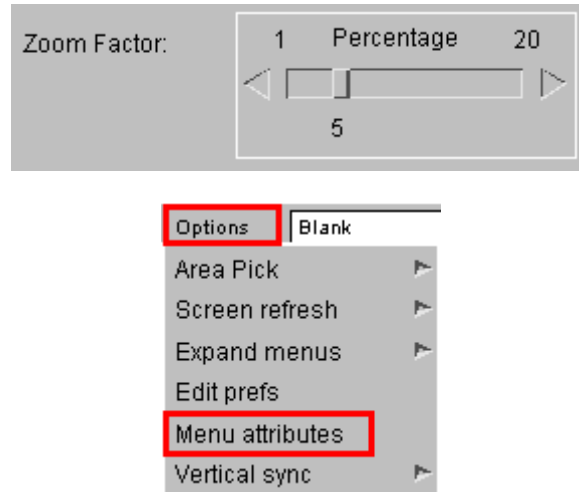 Zoom Factor: 1 Percentage 20
5
Options Blank
Area Pick
Screen refresh
Expand menus
Edit prefs
Menu attributes
Vertical sync